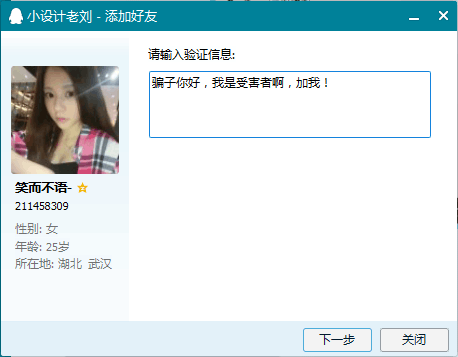 小设计老刘 - 添加好友
请输入验证信息:
骗子你好，我是受害者啊，加我！
笑而不语-
211458309
性别: 女
年龄: 25岁
所在地: 湖北 武汉
下一步
关闭